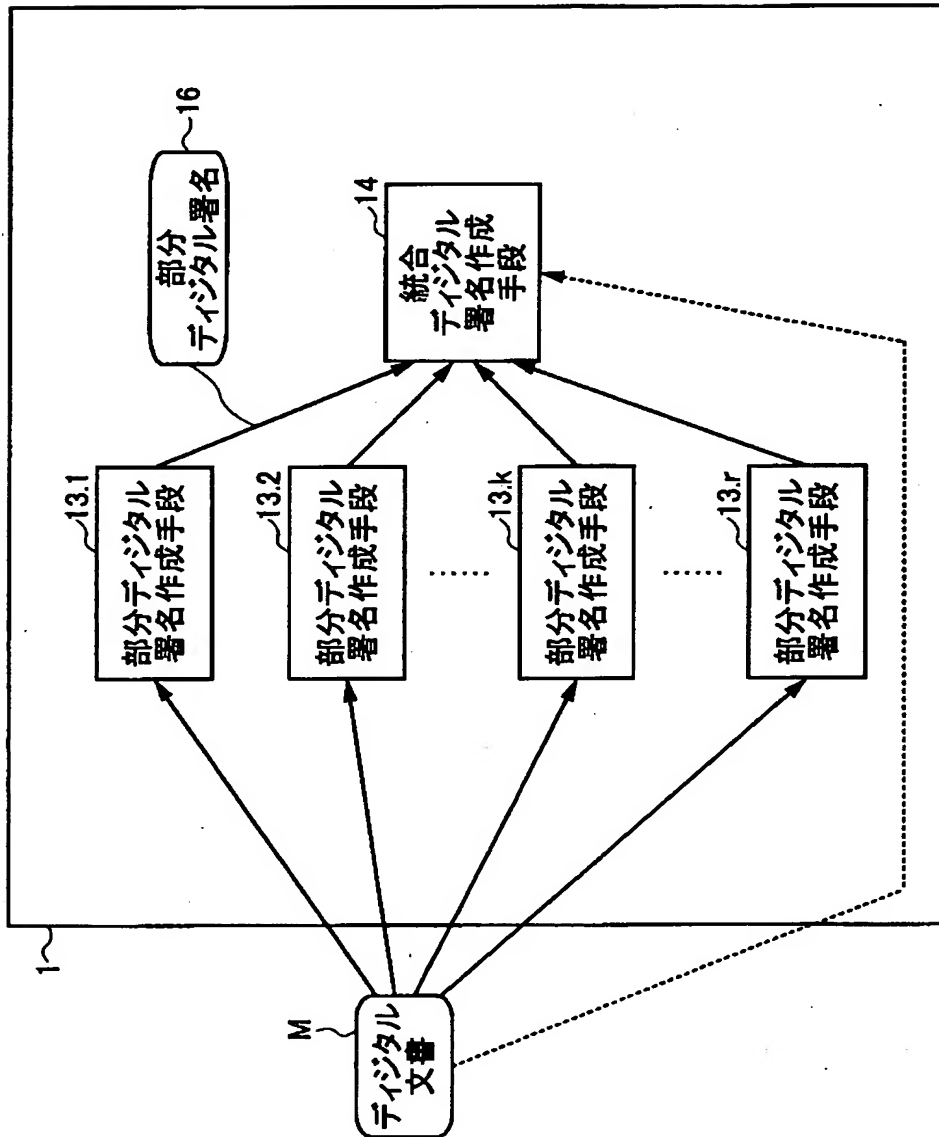 1
M
ディジタル
文書
13.1
部分ディジタル
署名作成手段
13.2
部分ディジタル
署名作成手段
13.k
部分ディジタル
署名作成手段
13.r
部分ディジタル
署名作成手段
16
部分
ディジタル署名
14
統合
ディジタル
署名作成
手段